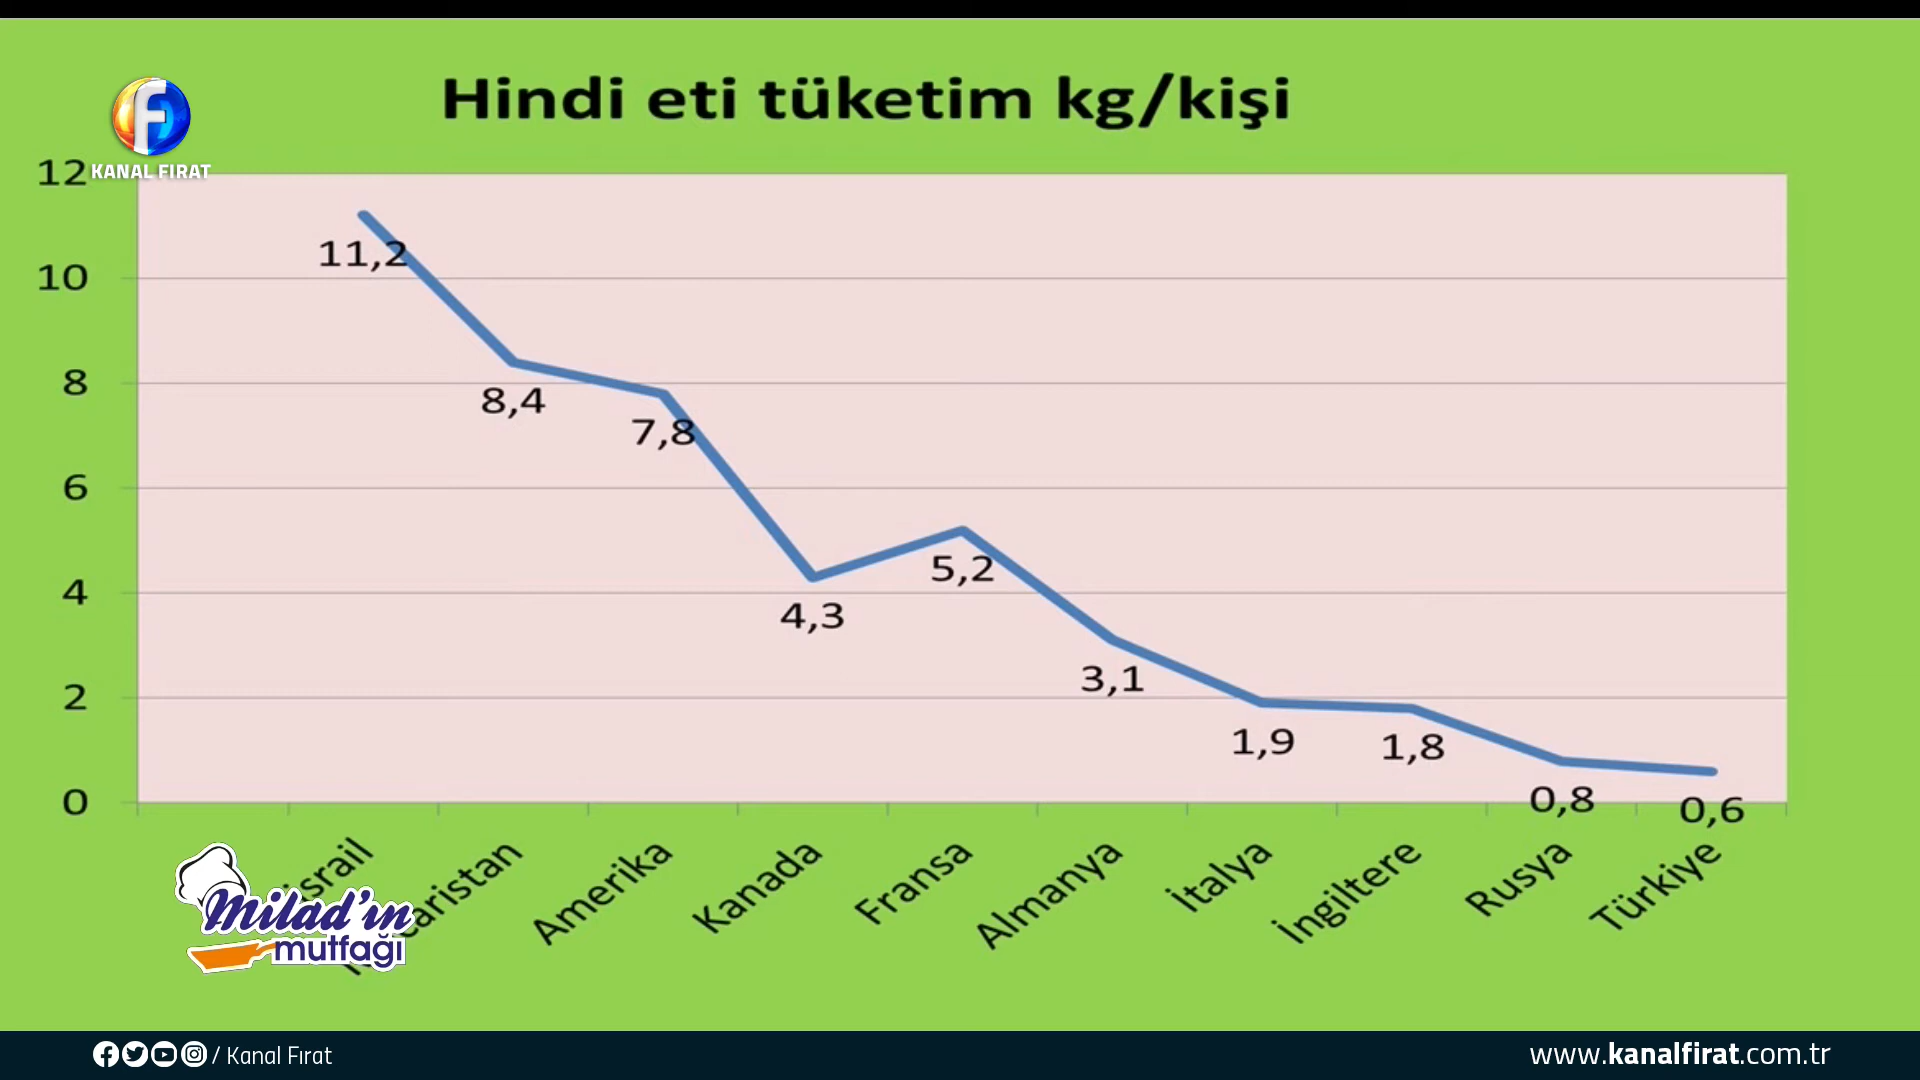 Hindi eti tüketim kg/kişi
KANAL FIRAT
12
10
8
6
4
2
0
11,2
8,4
7,8
4,3
5,2
3,1
1,9
1,8
0,8
0,6
İsrail
Amerika
Kanada
Fransa
Almanya
İtalya
İngiltere
Rusya
Türkiye
Milad'ın
mutfağı
/ Kanal Fırat
www.kanalfirat.com.tr